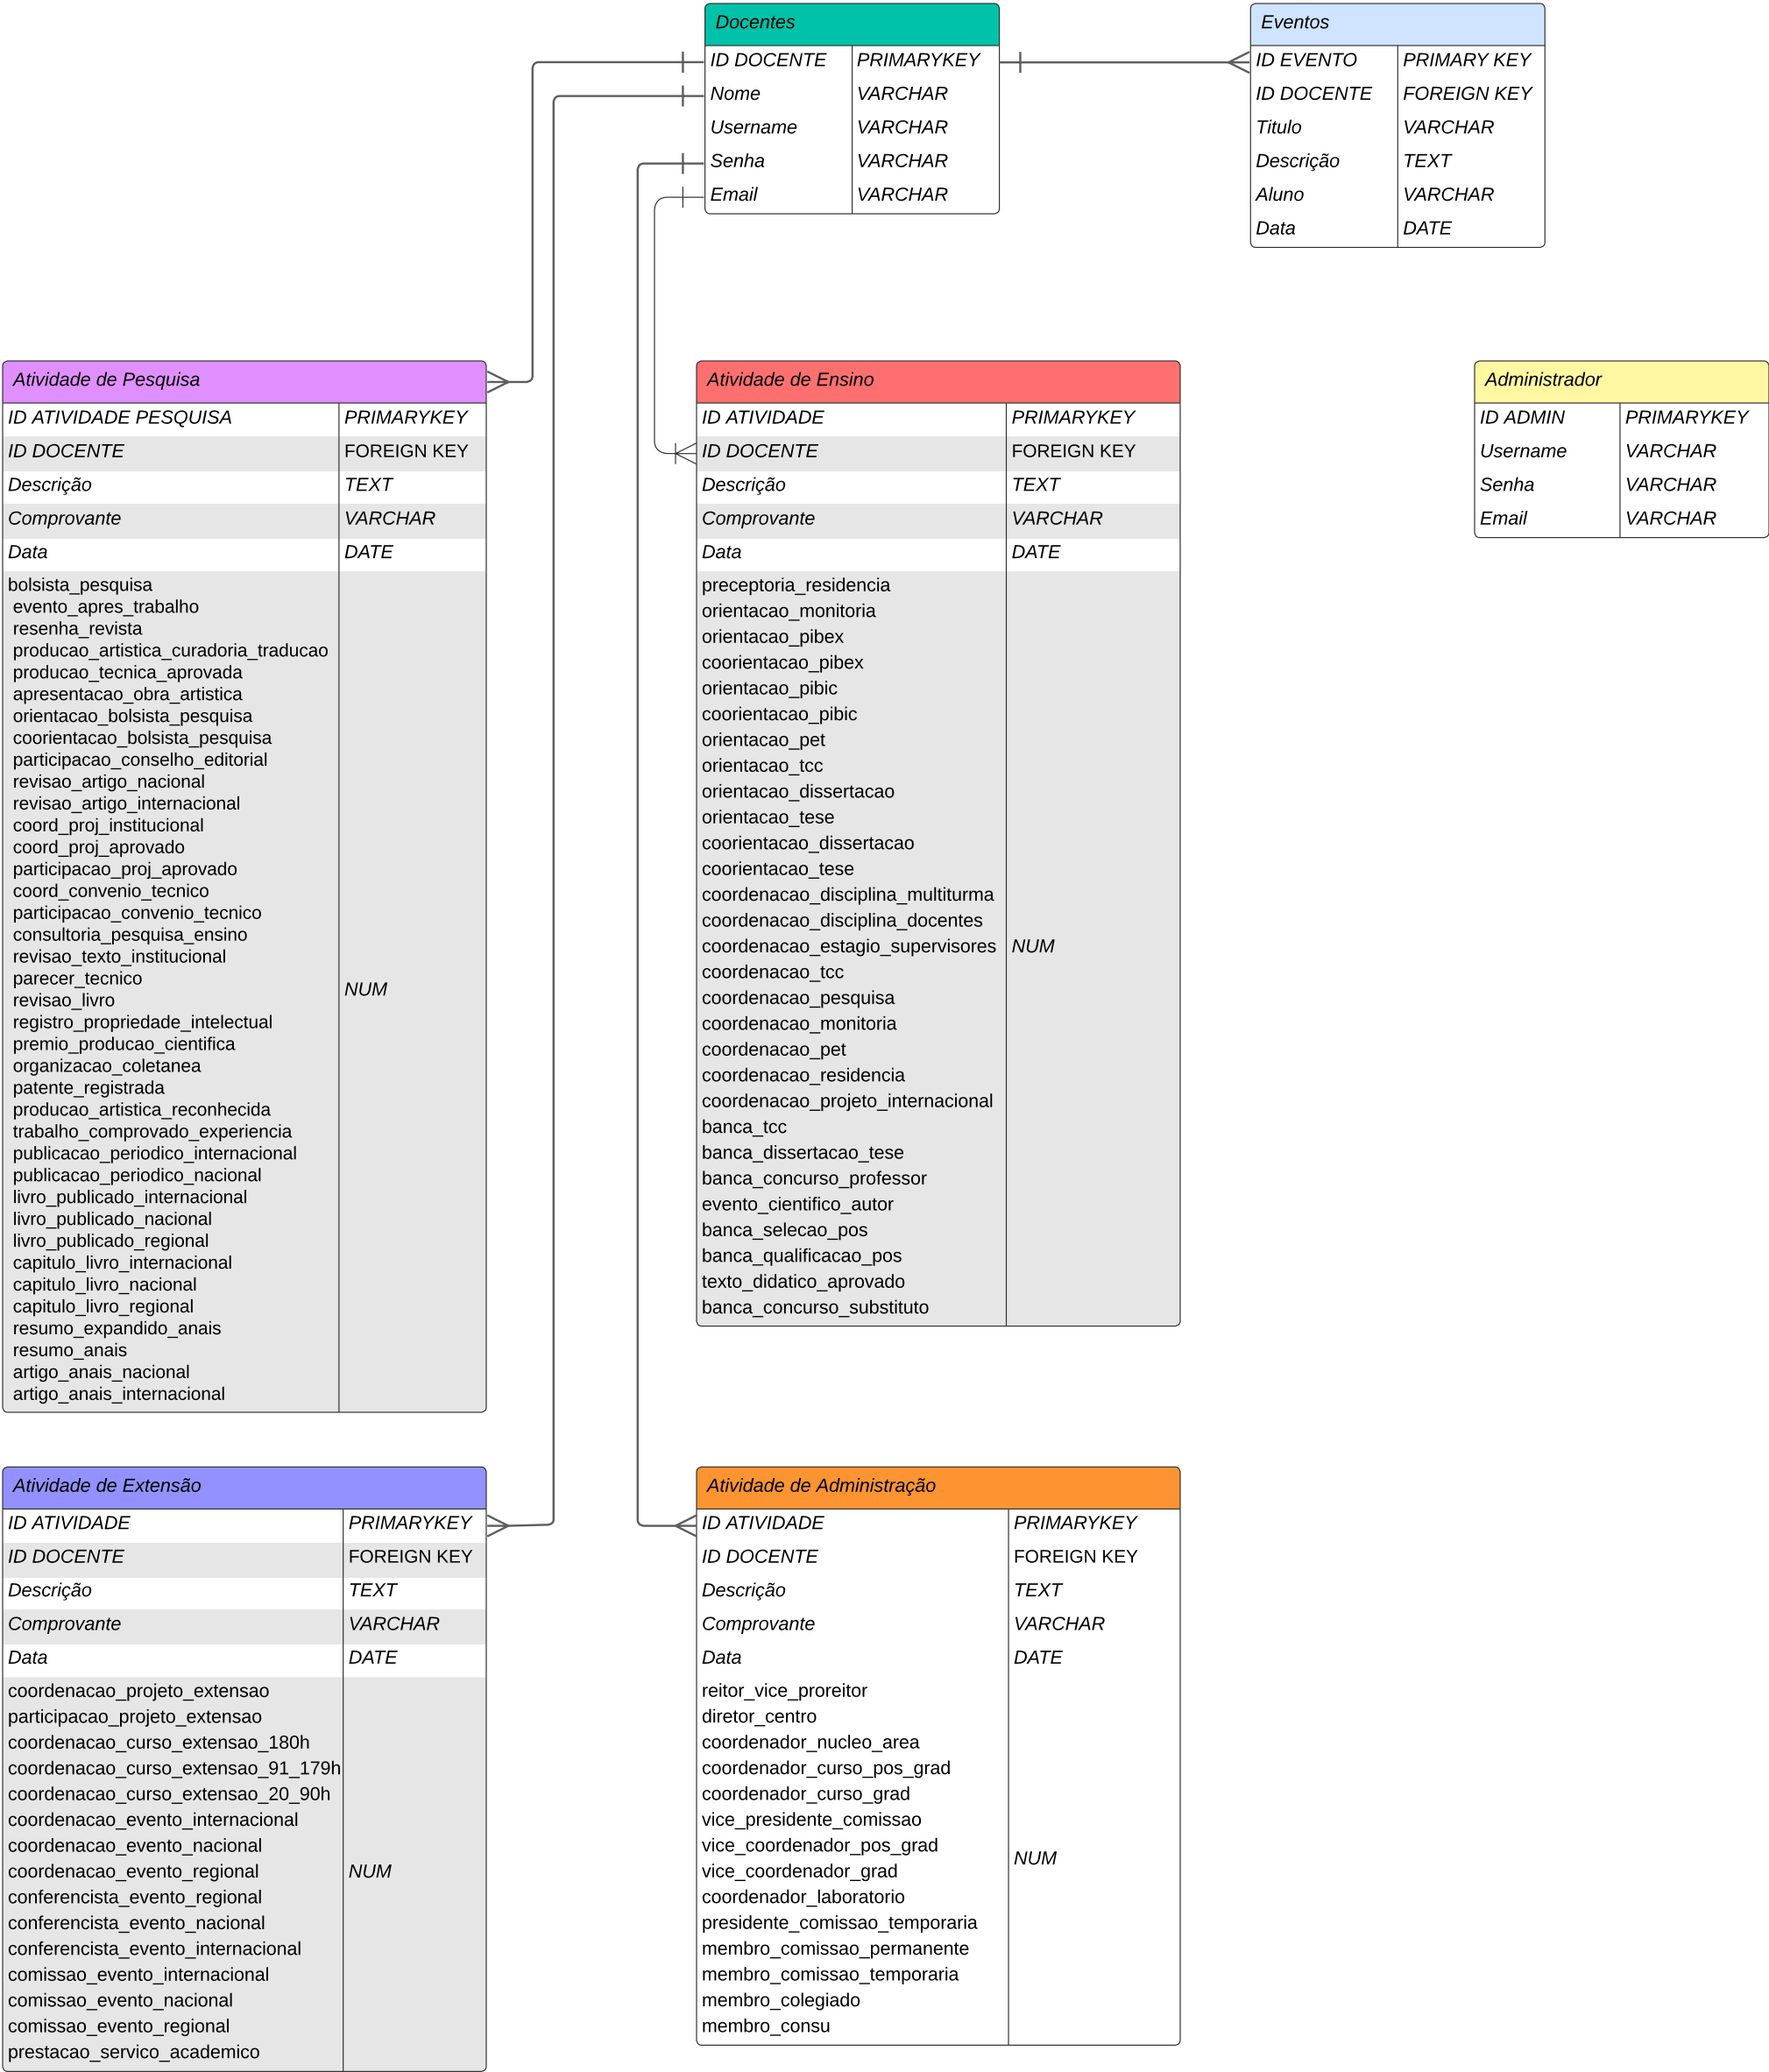 Docentes
ID DOCENTE PRIMARYKEY
Nome VARCHAR
Username VARCHAR
Senha VARCHAR
Email VARCHAR
Eventos
ID EVENTO PRIMARY KEY
ID DOCENTE FOREIGN KEY
Titulo VARCHAR
Descrição TEXT
Aluno VARCHAR
Data DATE
Atividade de Pesquisa
ID ATIVIDADE PESQUISA PRIMARYKEY
ID DOCENTE FOREIGN KEY
Descrição TEXT
Comprovante VARCHAR
Data DATE
bolsista_pesquisa
evento_apres_trabalho
resenha_revista
producao_artistica_curadoria_traducao
producao_tecnica_aprovada
apresentacao_obra_artistica
orientacao_bolsista_pesquisa
coorientacao_bolsista_pesquisa
participacao_conselho_editorial
revisao_artigo_nacional
revisao_artigo_internacional
coord_proj_institucional
coord_proj_aprovado
participacao_proj_aprovado
coord_convenio_tecnico
participacao_convenio_tecnico
consultoria_pesquisa_ensino
revisao_texto_institucional
parecer_tecnico
NUM
revisao_livro
registro_propriedade_intelectual
premio_producao_cientifica
organizacao_coletanea
patente_registrada
producao_artistica_reconhecida
trabalho_comprovado_experiencia
publicacao_periodico_internacional
publicacao_periodico_nacional
livro_publicado_internacional
livro_publicado_nacional
livro_publicado_regional
capitulo_livro_internacional
capitulo_livro_nacional
capitulo_livro_regional
resumo_expandido_anais
resumo_anais
artigo_anais_nacional
artigo_anais_internacional
Atividade de Ensino
ID ATIVIDADE PRIMARYKEY
ID DOCENTE FOREIGN KEY
Descrição TEXT
Comprovante VARCHAR
Data DATE
preceptoria_residencia
orientacao_monitoria
orientacao_pibex
coorientacao_pibex
orientacao_pibic
coorientacao_pibic
orientacao_pet
orientacao_tcc
orientacao_dissertacao
orientacao_tese
coorientacao_dissertacao
coorientacao_tese
coordenacao_disciplina_multiturma
coordenacao_disciplina_docentes
coordenacao_estagio_supervisores NUM
coordenacao_tcc
coordenacao_pesquisa
coordenacao_monitoria
coordenacao_pet
coordenacao_residencia
coordenacao_projeto_internacional
banca_tcc
banca_dissertacao_tese
banca_concurso_professor
evento_cientifico_autor
banca_selecao_pos
banca_qualificacao_pos
texto_didatico_aprovado
banca_concurso_substituto
Administrador
ID ADMIN PRIMARYKEY
Username VARCHAR
Senha VARCHAR
Email VARCHAR
Atividade de Extensão
ID ATIVIDADE PRIMARYKEY
ID DOCENTE FOREIGN KEY
Descrição TEXT
Comprovante VARCHAR
Data DATE
coordenacao_projeto_extensao
participacao_projeto_extensao
coordenacao_curso_extensao_180h
coordenacao_curso_extensao_91_179h
coordenacao_curso_extensao_20_90h
coordenacao_evento_internacional
coordenacao_evento_nacional
coordenacao_evento_regional NUM
conferencista_evento_regional
conferencista_evento_nacional
conferencista_evento_internacional
comissao_evento_internacional
comissao_evento_nacional
comissao_evento_regional
prestacao_servico_academico
Atividade de Administração
ID ATIVIDADE PRIMARYKEY
ID DOCENTE FOREIGN KEY
Descrição TEXT
Comprovante VARCHAR
Data DATE
reitor_vice_proreitor
diretor_centro
coordenador_nucleo_area
coordenador_curso_pos_grad
coordenador_curso_grad
vice_presidente_comissao
vice_coordenador_pos_grad
NUM
vice_coordenador_grad
coordenador_laboratorio
presidente_comissao_temporaria
membro_comissao_permanente
membro_comissao_temporaria
membro_colegiado
membro_consu